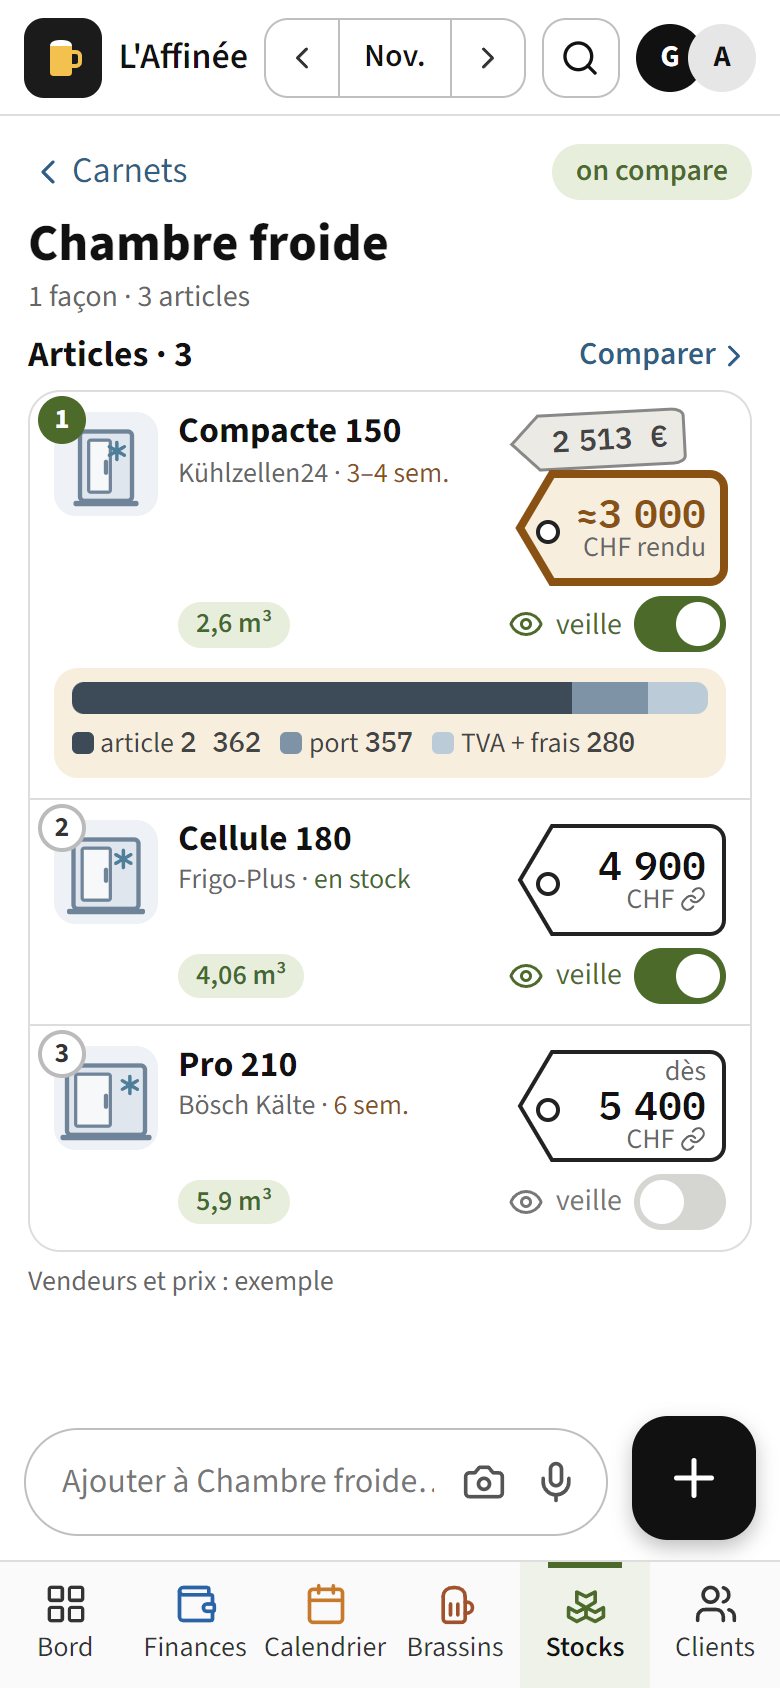 L'Affinée
Nov.
G
A
Carnets
on compare
Chambre froide
1 façon · 3 articles
Articles · 3
Comparer
1
Compacte 150
Kühlzellen24 · 3–4 sem.
2 513 €
≈3 000
CHF rendu
2,6 m³
veille
article 2 362 port 357 TVA + frais 280
2
Cellule 180
Frigo-Plus · en stock
4 900
CHF
4,06 m³
veille
3
Pro 210
Bösch Kälte · 6 sem.
dès
5 400
CHF
5,9 m³
veille
Vendeurs et prix : exemple
Ajouter à Chambre froide..
Bord
Finances
Calendrier
Brassins
Stocks
Clients